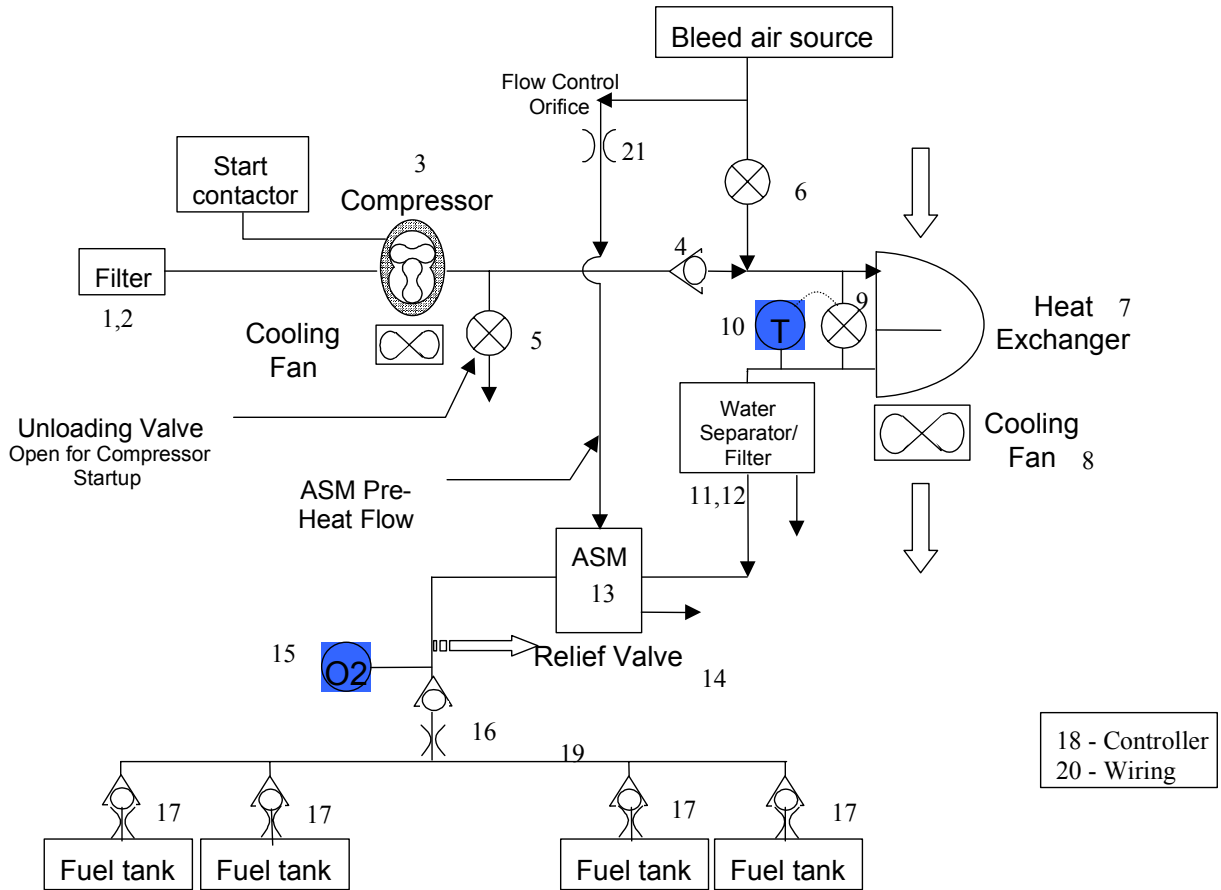 Bleed air source
Flow Control
Orifice
21
Start
contactor
3
Compressor
6
4
Filter
1,2
Cooling
Fan
5
10
T
9
Heat
Exchanger
7
Unloading Valve
Open for Compressor
Startup
Water
Separator/
Filter
11,12
Cooling
Fan
8
ASM Pre-
Heat Flow
ASM
13
15
O2
Relief Valve
14
16
19
18 - Controller
20 - Wiring
17
17
17
17
Fuel tank
Fuel tank
Fuel tank
Fuel tank